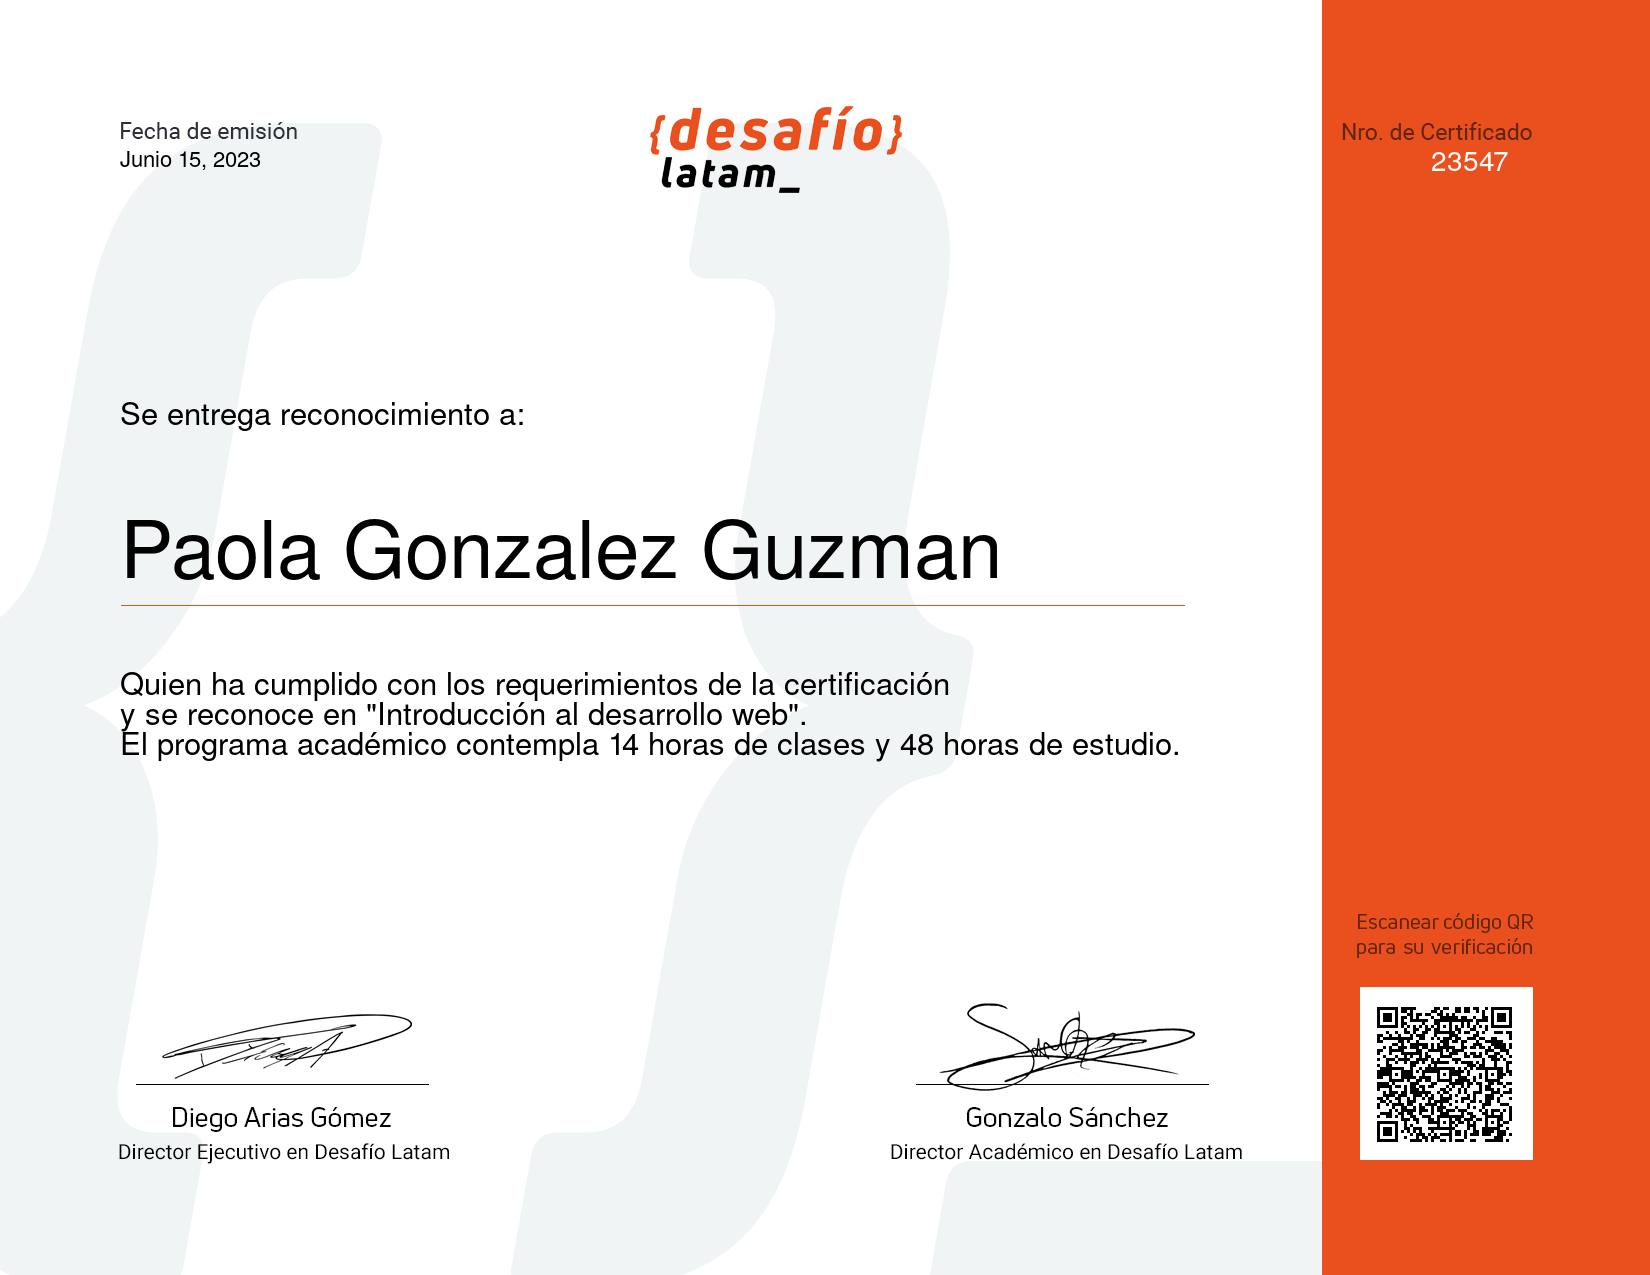 Fecha de emisión
Junio 15, 2023
{desafío}
latam_
Nro. de Certificado
23547
Se entrega reconocimiento a:
Paola Gonzalez Guzman
Quien ha cumplido con los requerimientos de la certificación
y se reconoce en "Introducción al desarrollo web".
El programa académico contempla 14 horas de clases y 48 horas de estudio.
Escanear código QR
para su verificación
Diego Arias Gómez
Director Ejecutivo en Desafío Latam
Gonzalo Sánchez
Director Académico en Desafío Latam